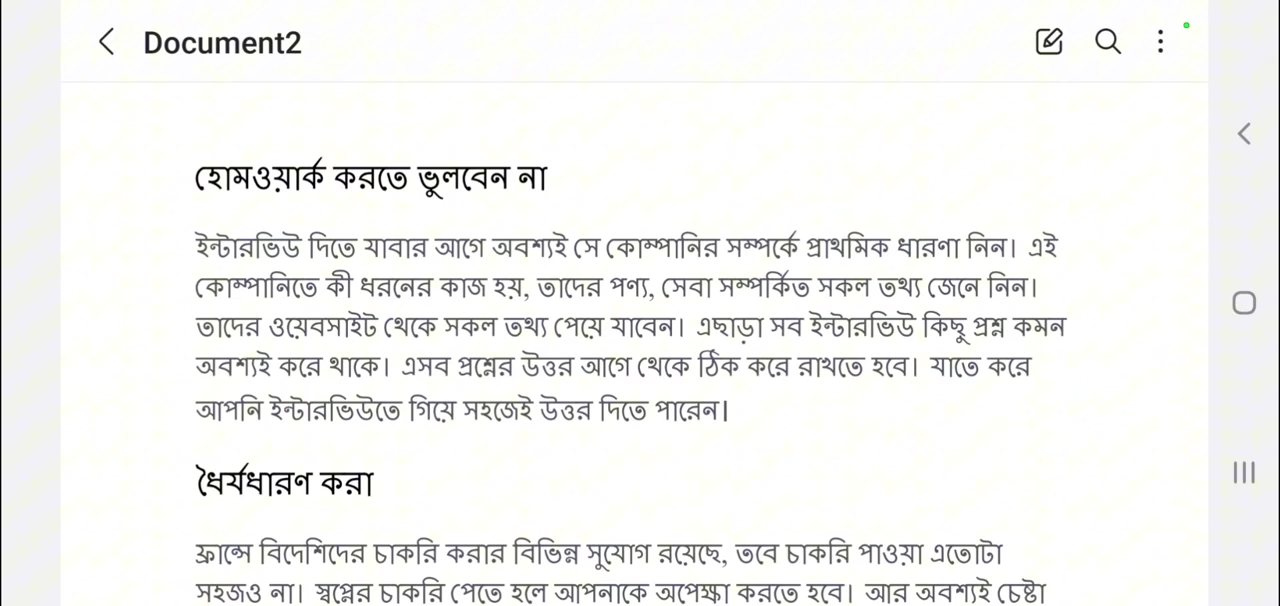 Document2
হোমওয়ার্ক করতে ভুলবেন না
ইন্টারভিউ দিতে যাবার আগে অবশ্যই সে কোম্পানির সম্পর্কে প্রাথমিক ধারণা নিন। এই
কোম্পানিতে কী ধরনের কাজ হয়, তাদের পণ্য, সেবা সম্পর্কিত সকল তথ্য জেনে নিন।
তাদের ওয়েবসাইট থেকে সকল তথ্য পেয়ে যাবেন। এছাড়া সব ইন্টারভিউ কিছু প্রশ্ন কমন
অবশ্যই করে থাকে। এসব প্রশ্নের উত্তর আগে থেকে ঠিক করে রাখতে হবে। যাতে করে
আপনি ইন্টারভিউতে গিয়ে সহজেই উত্তর দিতে পারেন।
ধৈর্যধারণ করা
ফ্রান্সে বিদেশিদের চাকরি করার বিভিন্ন সুযোগ রয়েছে, তবে চাকরি পাওয়া এতোটা
সহজও না। স্বপ্নের চাকরি পেতে হলে আপনাকে অপেক্ষা করতে হবে। আর অবশ্যই চেষ্টা